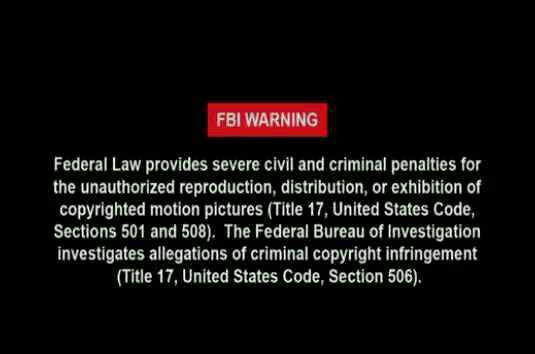 FBI WARNING
Federal Law provides severe civil and criminal penalties for
the unauthorized reproduction, distribution, or exhibition of
copyrighted motion pictures (Title 17, United States Code,
Sections 501 and 508).  The Federal Bureau of Investigation
investigates allegations of criminal copyright infringement
(Title 17, United States Code, Section 506).